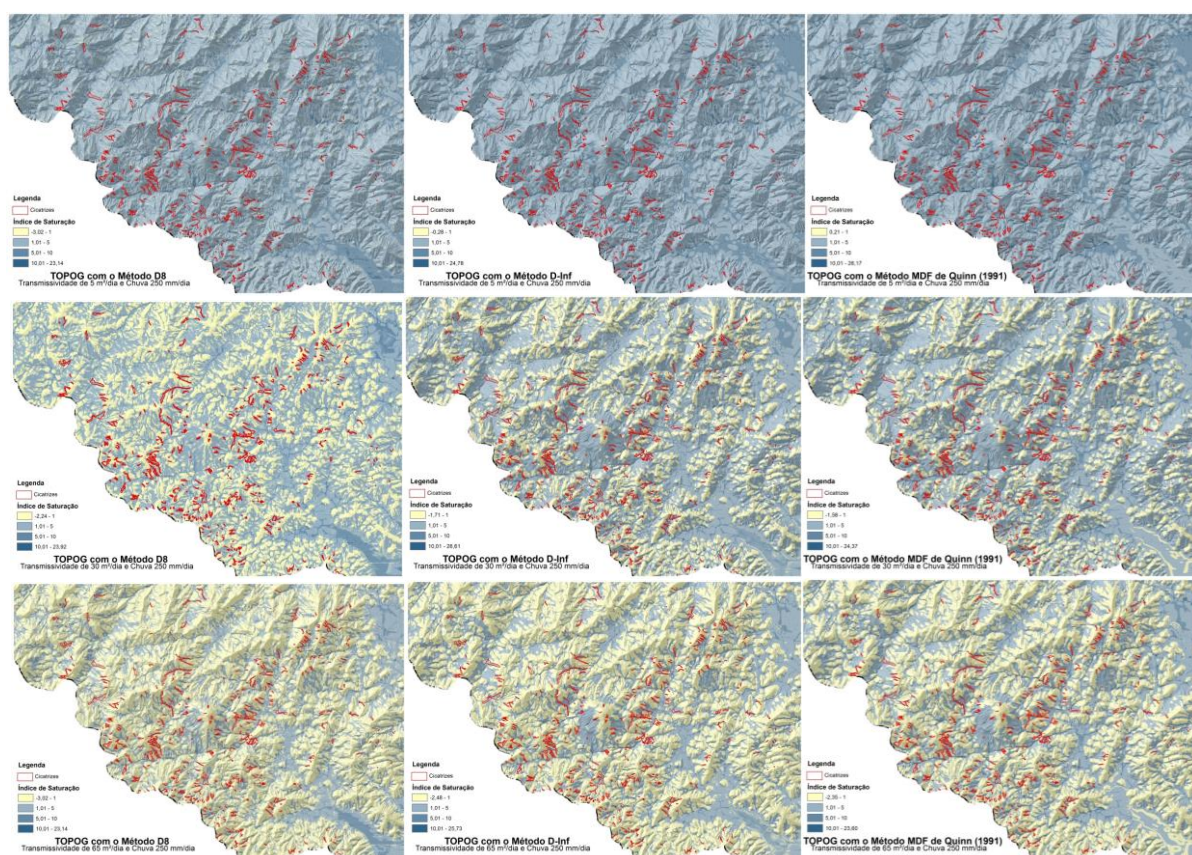 Legenda
Cicatrizes
Índice de Saturação
-3,02 - 1
1,01 - 5
5,01 - 10
10,01 - 23,14
TOPOG com o Método D8
Transmissividade de 5 m²/dia e Chuva 250 mm/dia
Legenda
Cicatrizes
Índice de Saturação
-0,28 - 1
1,01 - 5
5,01 - 10
10,01 - 24,78
TOPOG com o Método D-Inf
Transmissividade de 5 m²/dia e Chuva 250 mm/dia
Legenda
Cicatrizes
Índice de Saturação
0,21 - 1
1,01 - 5
5,01 - 10
10,01 - 26,17
TOPOG com o Método MDF de Quinn (1991)
Transmissividade de 5 m²/dia e Chuva 250 mm/dia
Legenda
Cicatrizes
Índice de Saturação
-2,24 - 1
1,01 - 5
5,01 - 10
10,01 - 23,92
TOPOG com o Método D8
Transmissividade de 30 m²/dia e Chuva 250 mm/dia
Legenda
Cicatrizes
Índice de Saturação
-1,71 - 1
1,01 - 5
5,01 - 10
10,01 - 26,61
TOPOG com o Método D-Inf
Transmissividade de 30 m²/dia e Chuva 250 mm/dia
Legenda
Cicatrizes
Índice de Saturação
-1,58 - 1
1,01 - 5
5,01 - 10
10,01 - 24,37
TOPOG com o Método MDF de Quinn (1991)
Transmissividade de 30 m²/dia e Chuva 250 mm/dia
Legenda
Cicatrizes
Índice de Saturação
-3,02 - 1
1,01 - 5
5,01 - 10
10,01 - 23,14
TOPOG com o Método D8
Transmissividade de 65 m²/dia e Chuva 250 mm/dia
Legenda
Cicatrizes
Índice de Saturação
-2,48 - 1
1,01 - 5
5,01 - 10
10,01 - 25,73
TOPOG com o Método D-Inf
Transmissividade de 65 m²/dia e Chuva 250 mm/dia
Legenda
Cicatrizes
Índice de Saturação
-2,35 - 1
1,01 - 5
5,01 - 10
10,01 - 23,60
TOPOG com o Método MDF de Quinn (1991)
Transmissividade de 65 m²/dia e Chuva 250 mm/dia